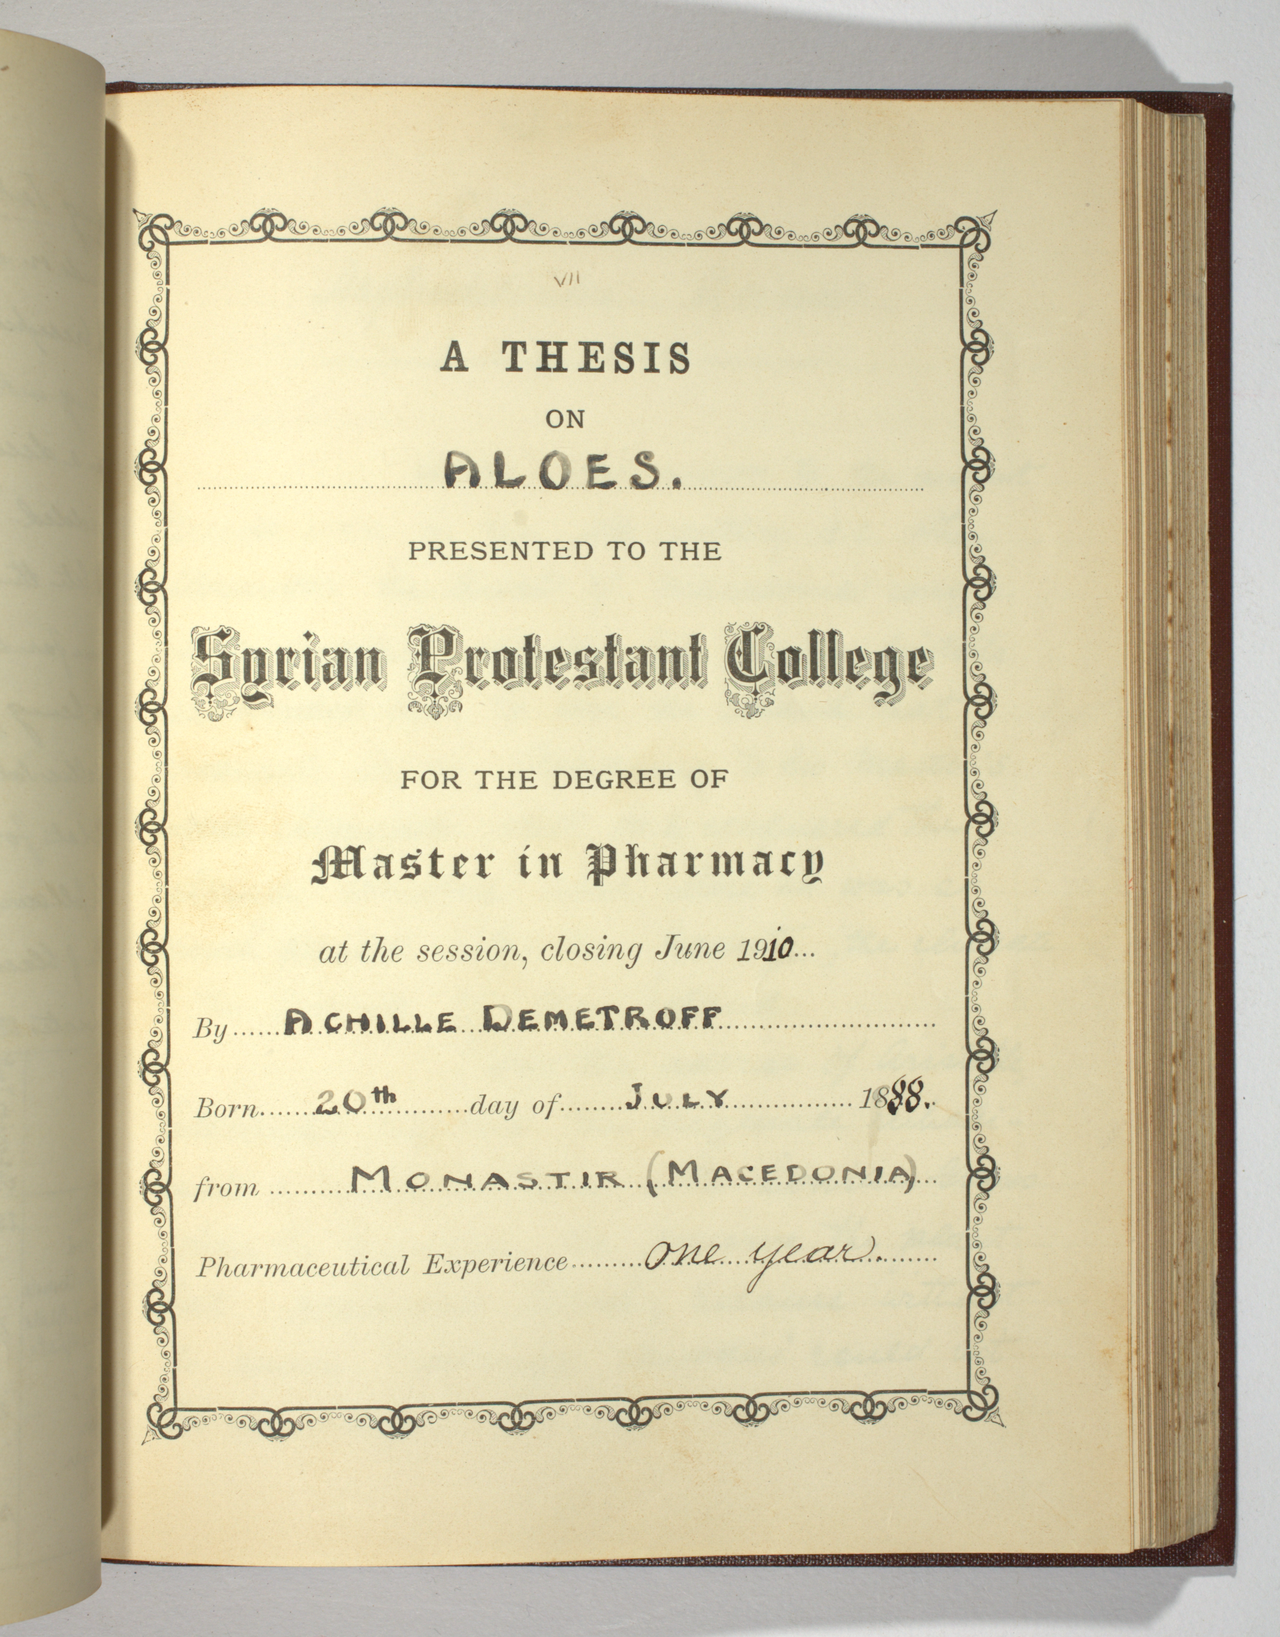 VII
A THESIS
ON
ALOES.
PRESENTED TO THE
Syrian Protestant College
FOR THE DEGREE OF
Master in Pharmacy
at the session, closing June 1910...
By......ACHILLE DEMETROFF......
Born......20th......day of......JULY......1888.
from......MONASTIR (MACEDONIA)...
Pharmaceutical Experience......one year.......